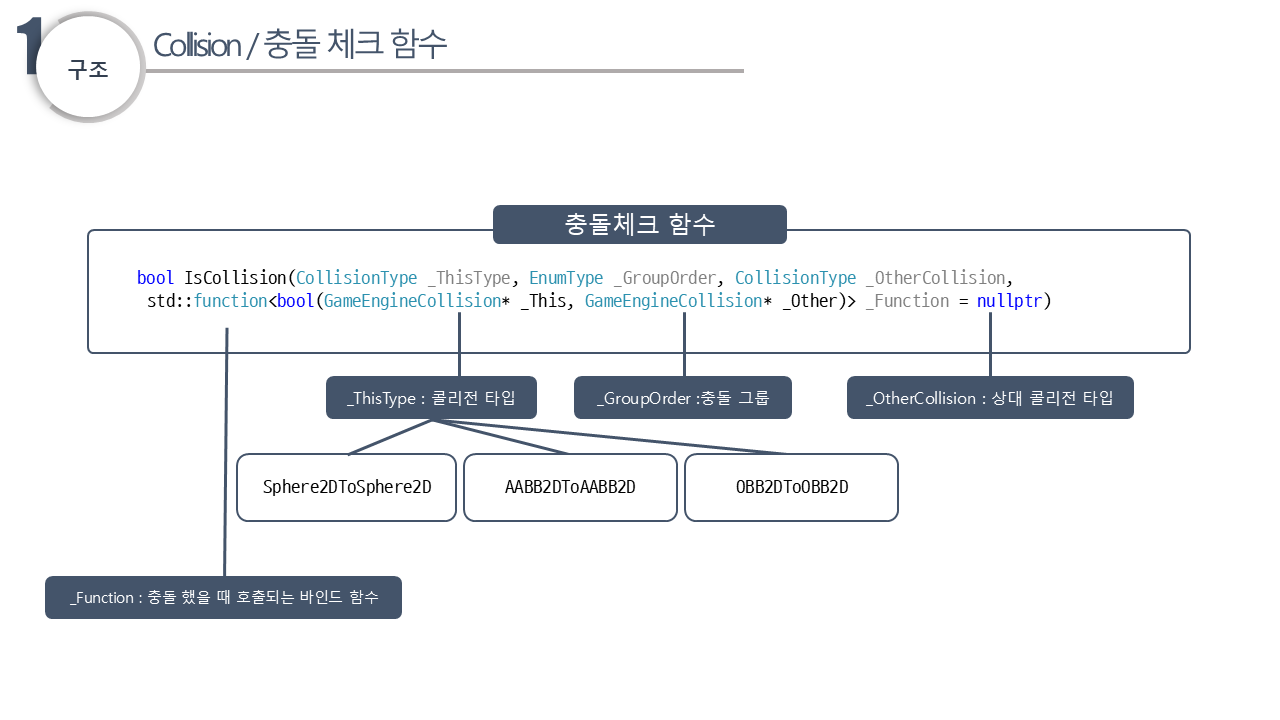 1
구조
Collision / 충돌 체크 함수
충돌체크 함수
bool IsCollision(CollisionType _ThisType, EnumType _GroupOrder, CollisionType _OtherCollision,
std::function<bool(GameEngineCollision* _This, GameEngineCollision* _Other)> _Function = nullptr)
_ThisType : 콜리전 타입
_GroupOrder :충돌 그룹
_OtherCollision : 상대 콜리전 타입
Sphere2DToSphere2D
AABB2DToAABB2D
OBB2DToOBB2D
_Function : 충돌 했을 때 호출되는 바인드 함수